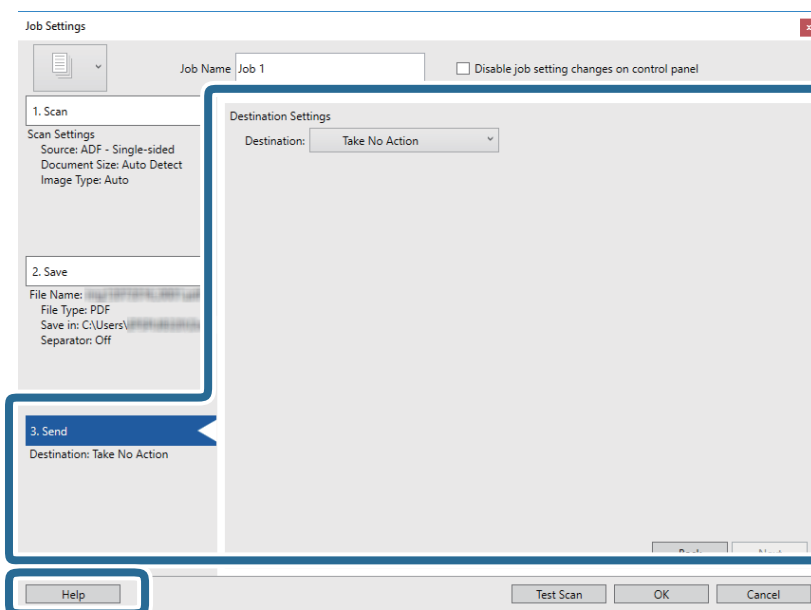 Job Settings
Job Name Job 1
Disable job setting changes on control panel
1. Scan
Scan Settings
Source: ADF - Single-sided
Document Size: Auto Detect
Image Type: Auto
2. Save
File Name:
File Type: PDF
Save in: C:\Users\
Separator: Off
3. Send
Destination: Take No Action
Destination Settings
Destination: Take No Action
Back Next
Help
Test Scan
OK
Cancel